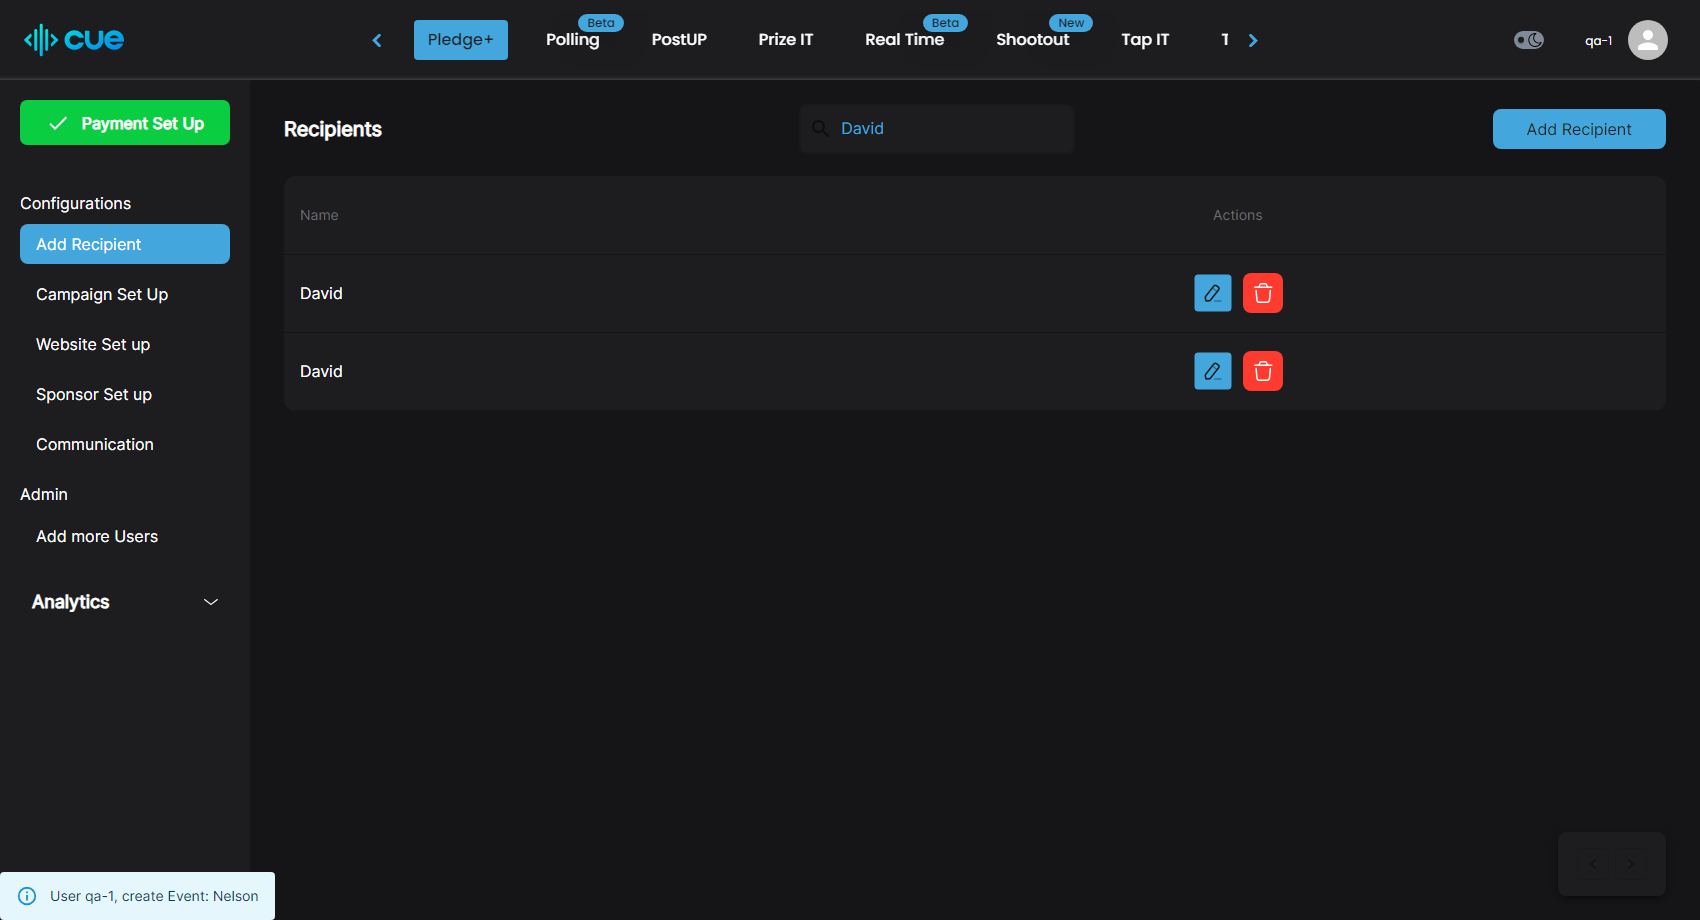 cue
Pledge+
Polling
Beta
PostUP
Prize IT
Real Time
Beta
Shootout
New
Tap IT
T
qa-1
Payment Set Up
Configurations
Add Recipient
Campaign Set Up
Website Set up
Sponsor Set up
Communication
Admin
Add more Users
Analytics
Recipients
David
Add Recipient
Name Actions
David
David
User qa-1, create Event: Nelson